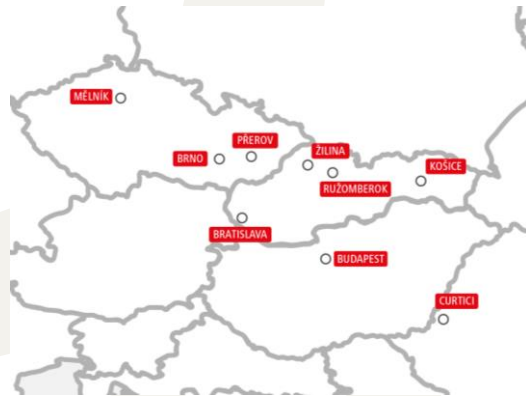 MĚLNÍK
PŘEROV
BRNO
ŽILINA
KOŠICE
RUŽOMBEROK
BRATISLAVA
BUDAPEST
CURTICI